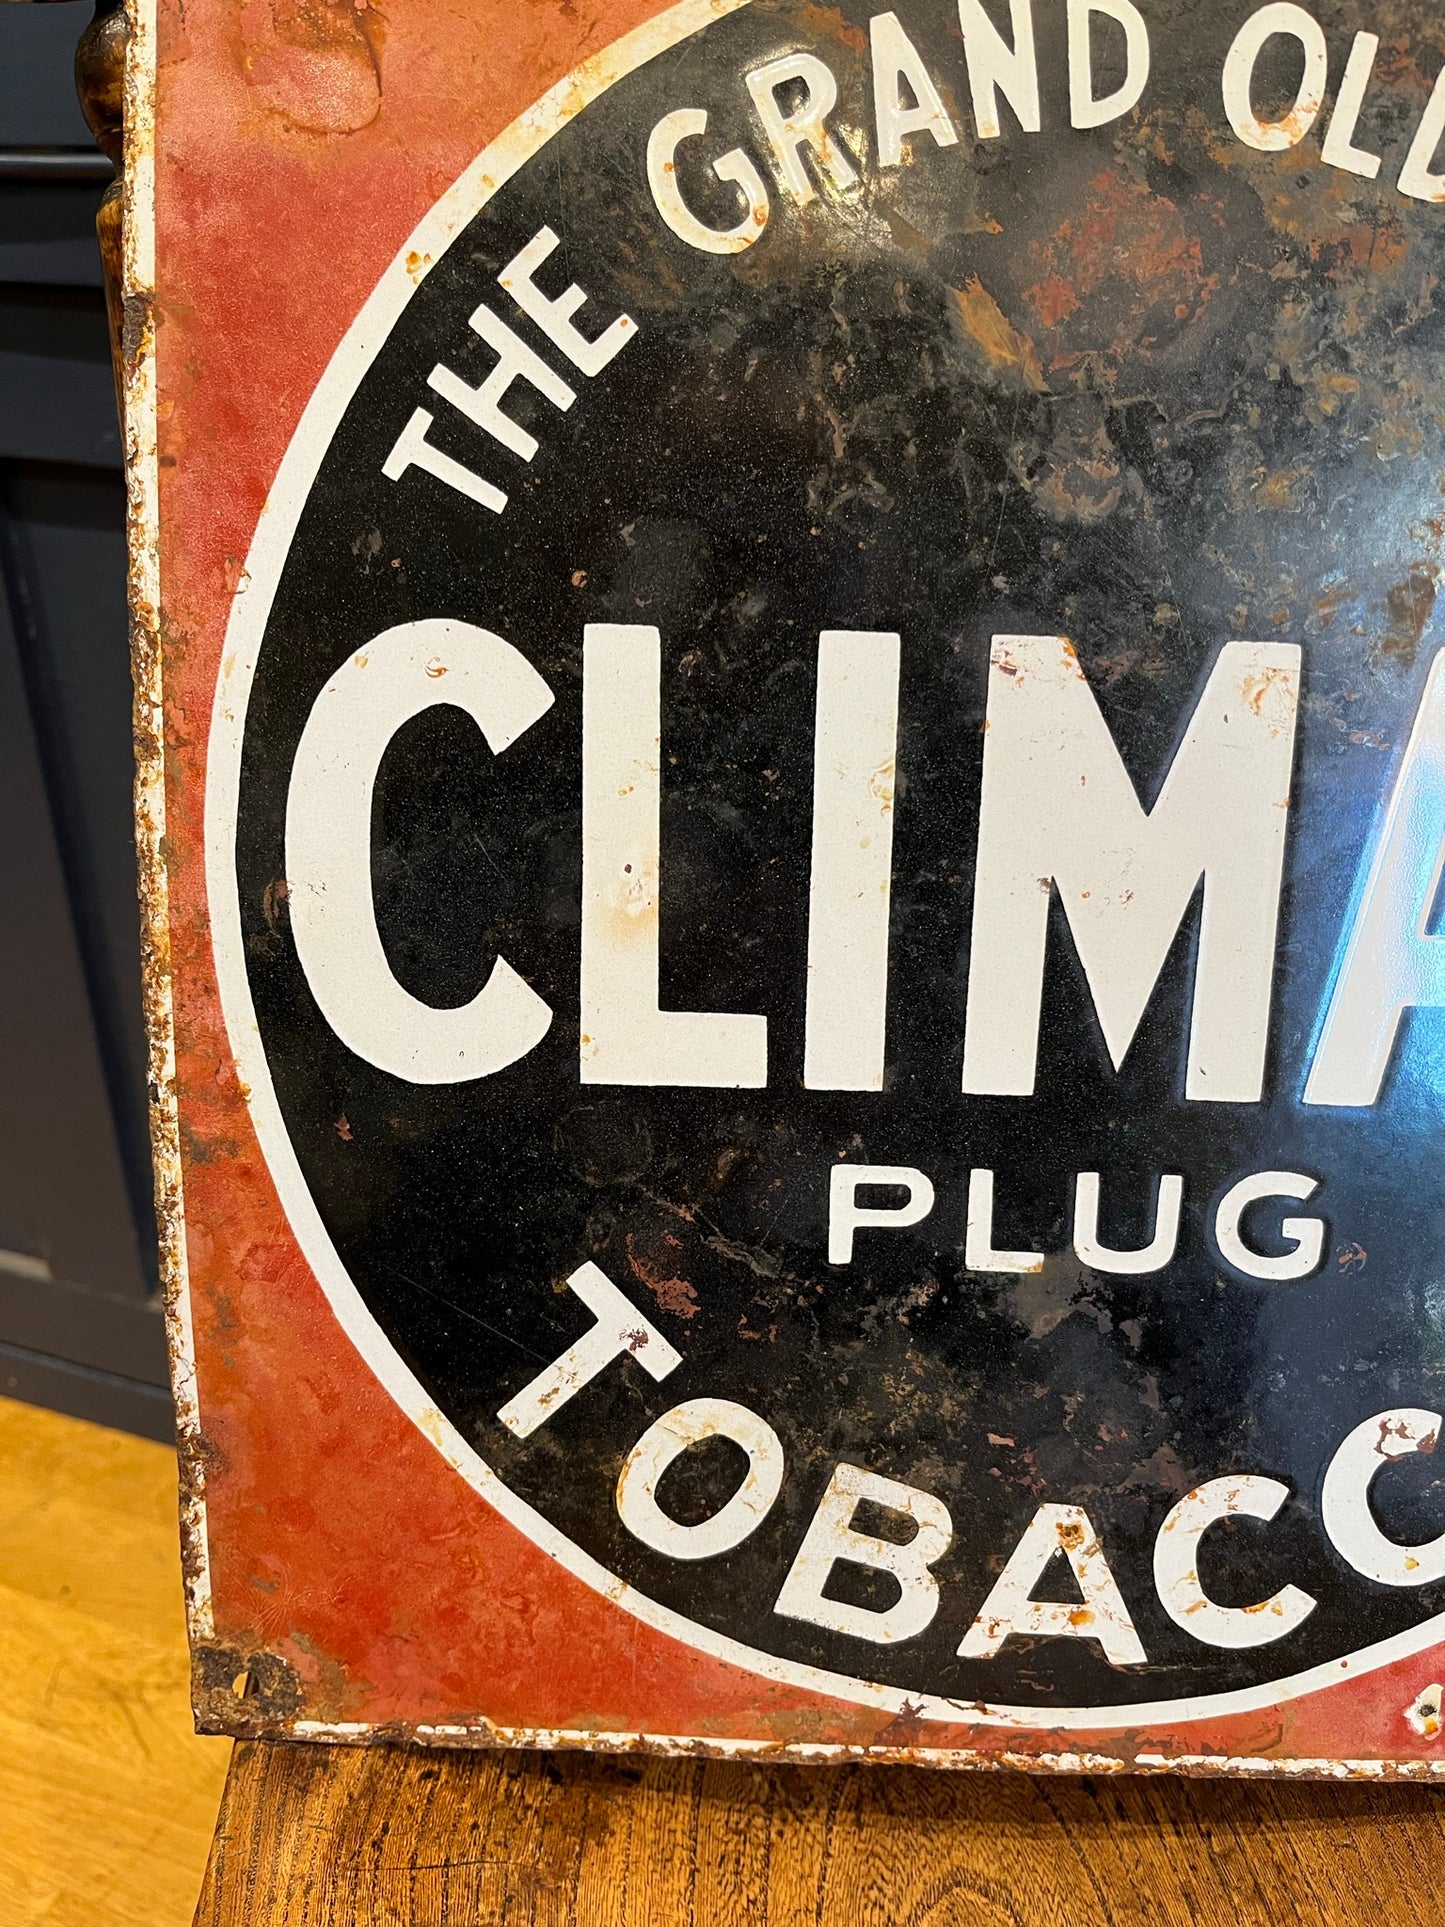 THE GRAND OLD
CLIMA
PLUG
TOBACCO